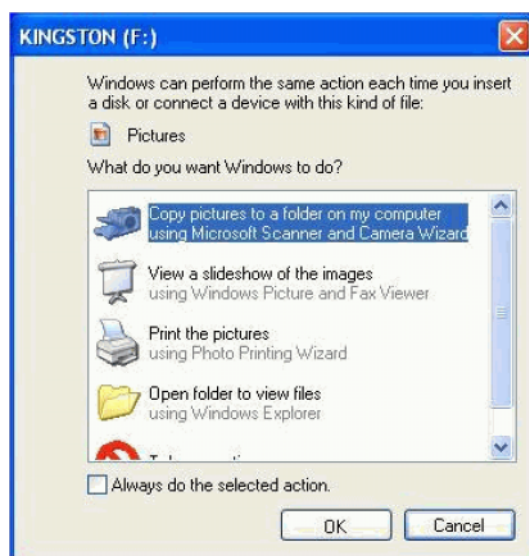 KINGSTON (F:)
Windows can perform the same action each time you insert
a disk or connect a device with this kind of file:
Pictures
What do you want Windows to do?
Copy pictures to a folder on my computer
using Microsoft Scanner and Camera Wizard
View a slideshow of the images
using Windows Picture and Fax Viewer
Print the pictures
using Photo Printing Wizard
Open folder to view files
using Windows Explorer
Always do the selected action.
OK Cancel